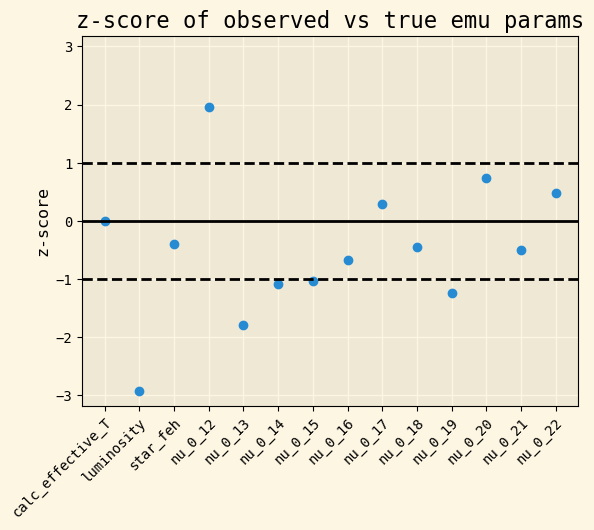 z-score of observed vs true emu params
z-score
3
2
1
0
−1
−2
−3
calc_effective_T
luminosity
star_feh
nu_0_12
nu_0_13
nu_0_14
nu_0_15
nu_0_16
nu_0_17
nu_0_18
nu_0_19
nu_0_20
nu_0_21
nu_0_22